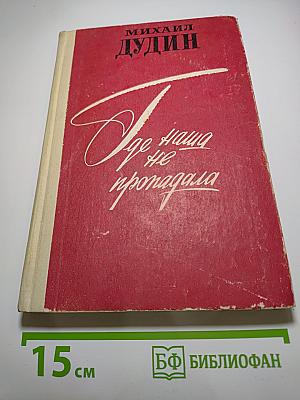 МИХАИЛ
ДУДИН
Где наша
не
пропадала
15 см
БФ БИБЛИОФАН